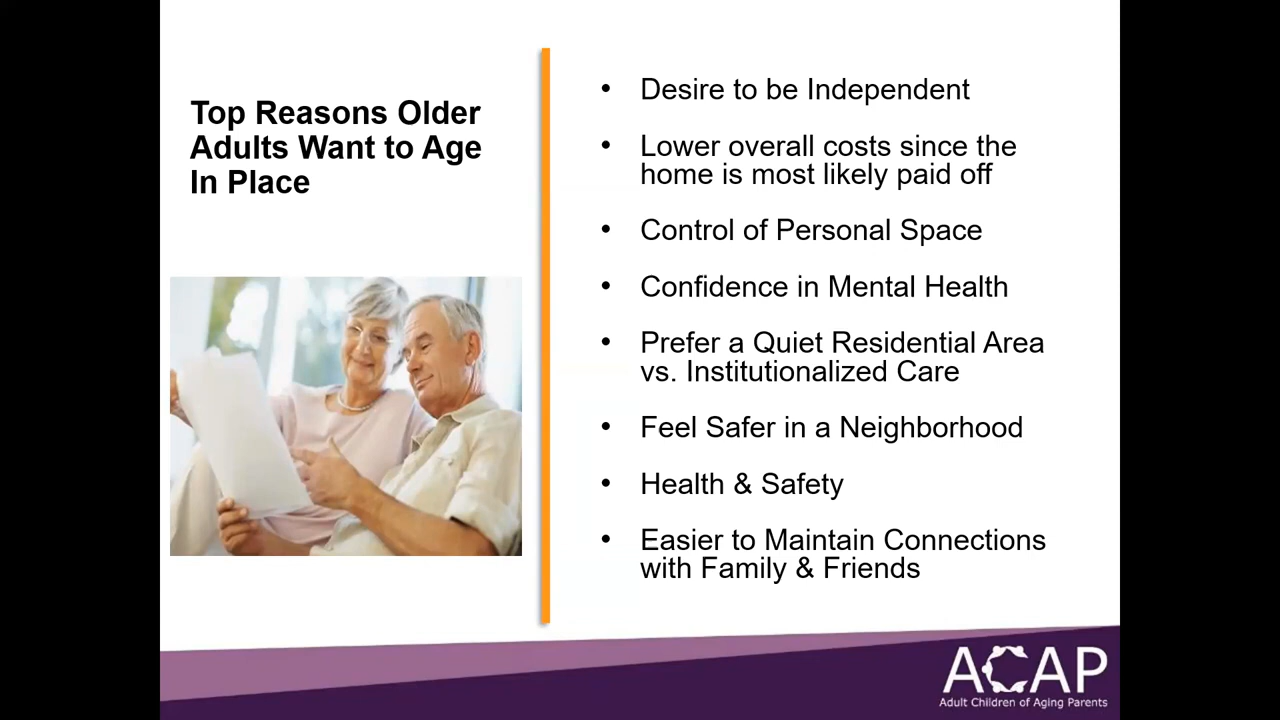 Top Reasons Older
Adults Want to Age
In Place
• Desire to be Independent
• Lower overall costs since the
home is most likely paid off
• Control of Personal Space
• Confidence in Mental Health
• Prefer a Quiet Residential Area
vs. Institutionalized Care
• Feel Safer in a Neighborhood
• Health & Safety
• Easier to Maintain Connections
with Family & Friends
ACAP
Adult Children of Aging Parents